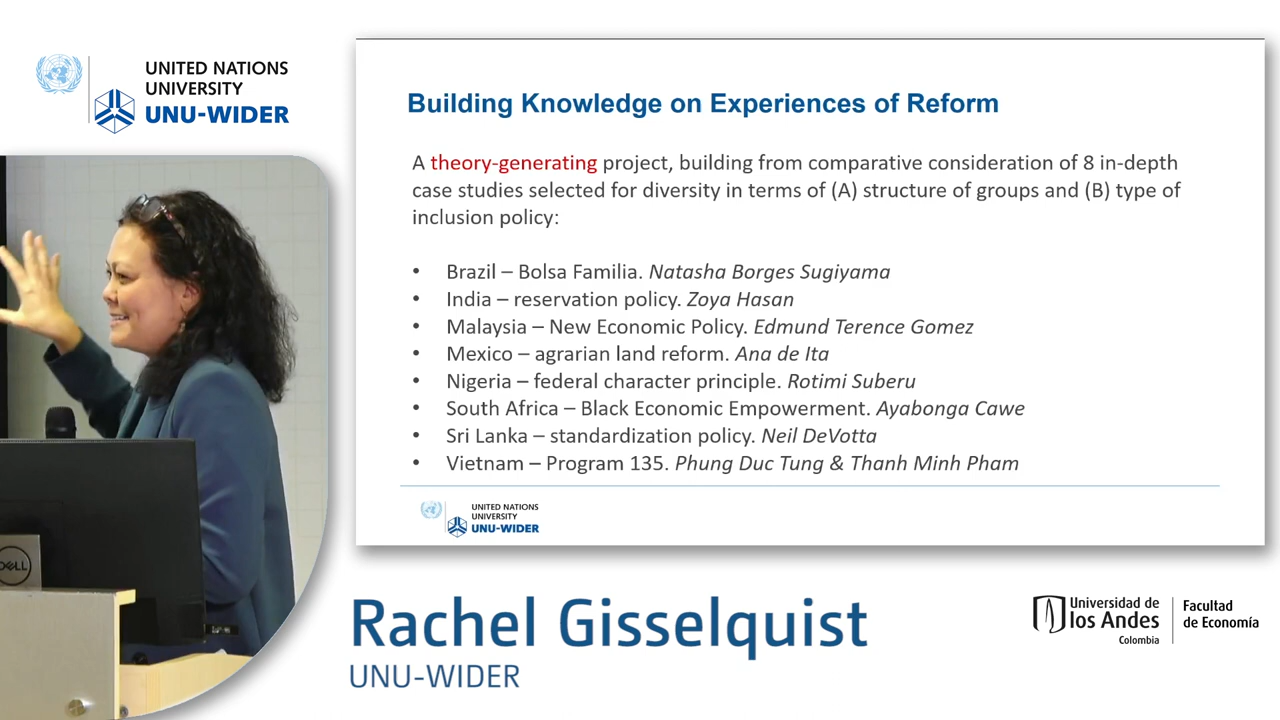 UNITED NATIONS
UNIVERSITY
UNU-WIDER
Building Knowledge on Experiences of Reform
A theory-generating project, building from comparative consideration of 8 in-depth
case studies selected for diversity in terms of (A) structure of groups and (B) type of
inclusion policy:
• Brazil – Bolsa Familia. Natasha Borges Sugiyama
• India – reservation policy. Zoya Hasan
• Malaysia – New Economic Policy. Edmund Terence Gomez
• Mexico – agrarian land reform. Ana de Ita
• Nigeria – federal character principle. Rotimi Suberu
• South Africa – Black Economic Empowerment. Ayabonga Cawe
• Sri Lanka – standardization policy. Neil DeVotta
• Vietnam – Program 135. Phung Duc Tung & Thanh Minh Pham
UNITED NATIONS
UNIVERSITY
UNU-WIDER
DELL
Rachel Gisselquist
UNU-WIDER
Universidad de
los Andes
Colombia
Facultad
de Economía